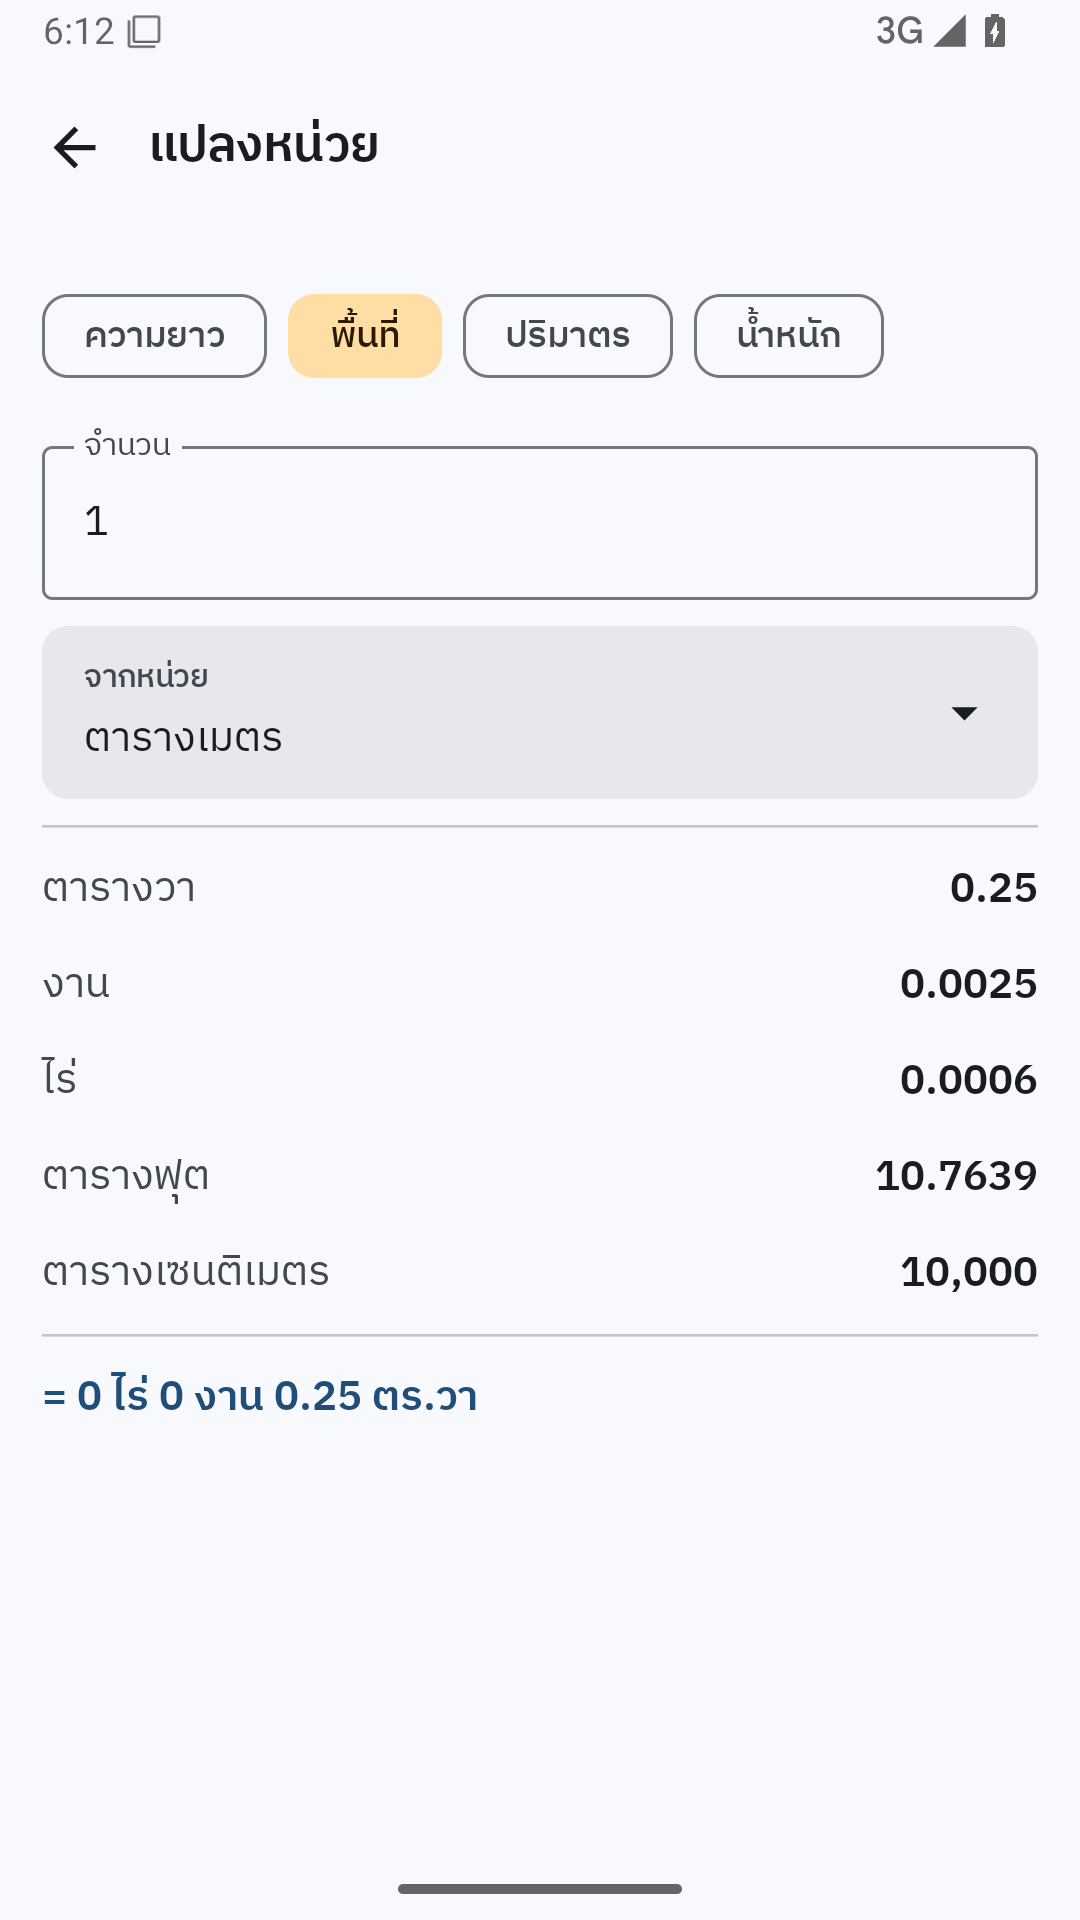 6:12 3G
แปลงหน่วย
ความยาว พื้นที่ ปริมาตร น้ำหนัก
จำนวน
1
จากหน่วย
ตารางเมตร
ตารางวา 0.25
งาน 0.0025
ไร่ 0.0006
ตารางฟุต 10.7639
ตารางเซนติเมตร 10,000
= 0 ไร่ 0 งาน 0.25 ตร.วา